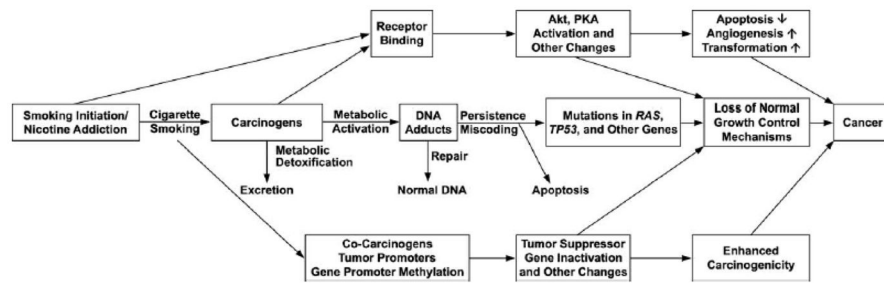 Receptor
Binding
Akt, PKA
Activation and
Other Changes
Apoptosis ↓
Angiogenesis ↑
Transformation ↑
Smoking Initiation/
Nicotine Addiction
Cigarette
Smoking
Carcinogens
Metabolic
Activation
DNA
Adducts
Persistence
Miscoding
Mutations in RAS,
TP53, and Other Genes
Loss of Normal
Growth Control
Mechanisms
Cancer
Metabolic
Detoxification
Excretion
Repair
Normal DNA
Apoptosis
Co-Carcinogens
Tumor Promoters
Gene Promoter Methylation
Tumor Suppressor
Gene Inactivation
and Other Changes
Enhanced
Carcinogenicity